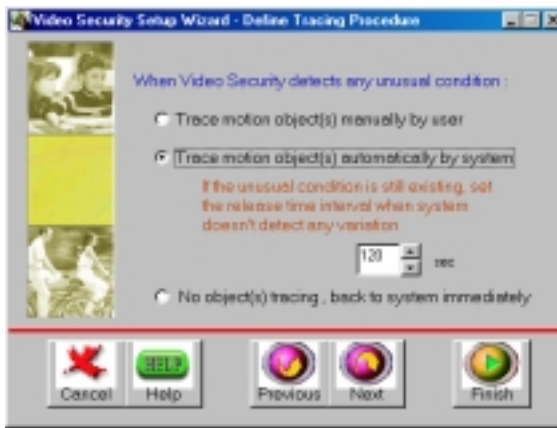 Video Security Setup Wizard - Define Tracing Procedure
When Video Security detects any unusual condition :
Trace motion object(s) manually by user
Trace motion object(s) automatically by system
If the unusual condition is still existing, set
the release time interval when system
doesn't detect any variation
120 sec
No object(s) tracing , back to system immediately
HELP
Cancel Help Previous Next Finish